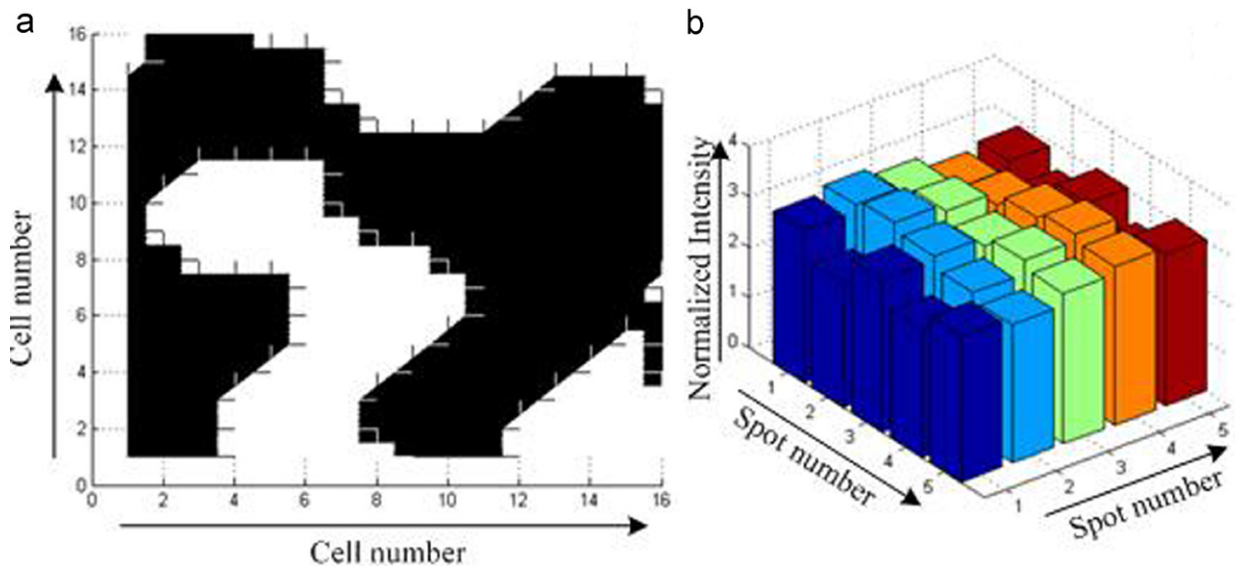 a
16
14
12
10
8
6
4
2
0
0 2 4 6 8 10 12 14 16
Cell number
Cell number
b
4
3
2
1
0
Normalized Intensity
1 2 3 4 5
Spot number
1 2 3 4 5
Spot number